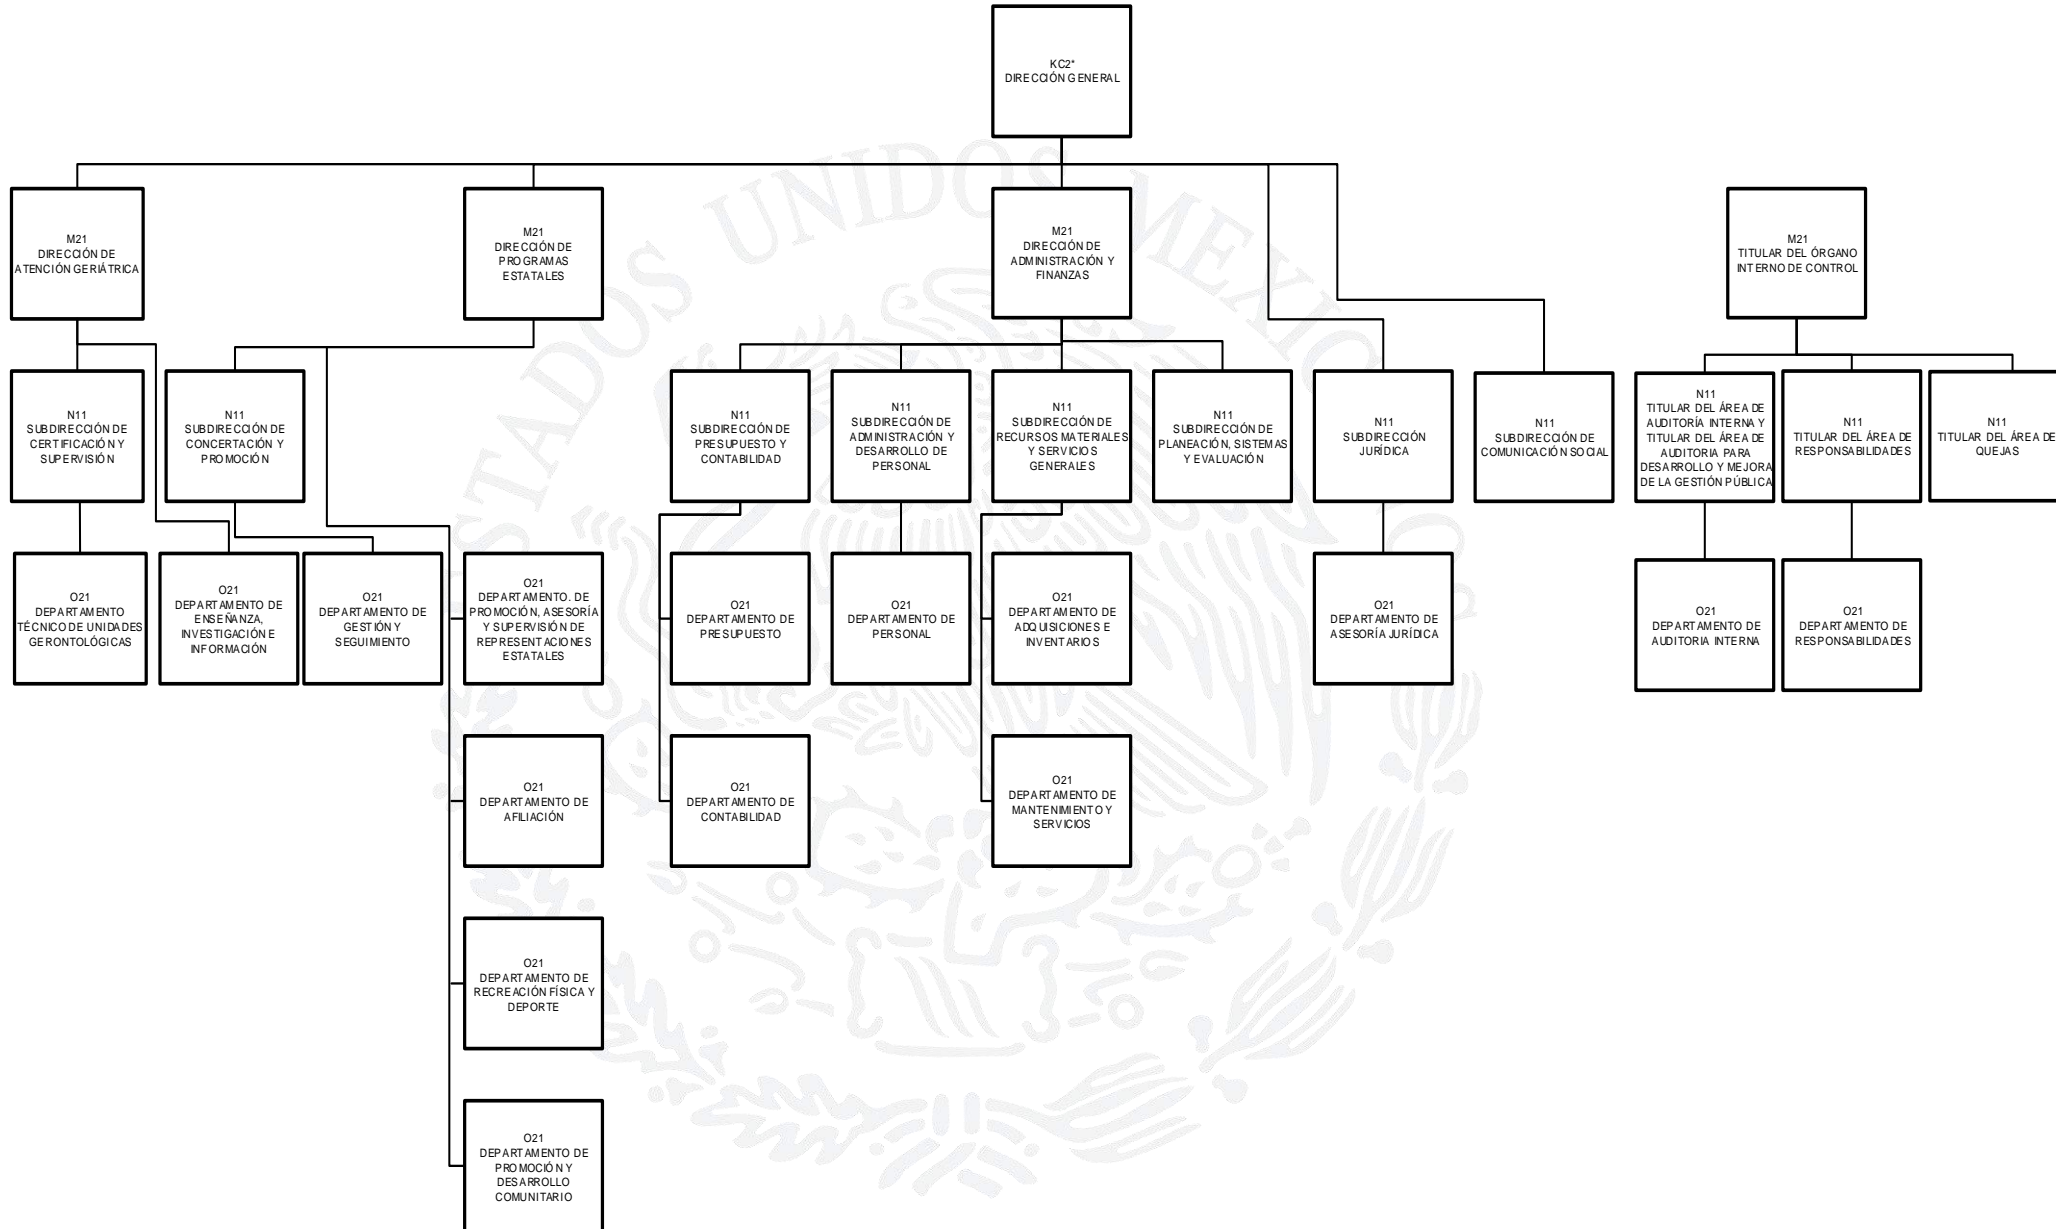 KC2*
DIRECCIÓN GENERAL
M21
DIRECCIÓN DE
ATENCIÓN GERIÁTRICA
M21
DIRECCIÓN DE
PROGRAMAS
ESTATALES
M21
DIRECCIÓN DE
ADMINISTRACIÓN Y
FINANZAS
M21
TITULAR DEL ÓRGANO
INTERNO DE CONTROL
N11
SUBDIRECCIÓN DE
CERTIFICACIÓN Y
SUPERVISIÓN
N11
SUBDIRECCIÓN DE
CONCERTACIÓN Y
PROMOCIÓN
N11
SUBDIRECCIÓN DE
PRESUPUESTO Y
CONTABILIDAD
N11
SUBDIRECCIÓN DE
ADMINISTRACIÓN Y
DESARROLLO DE
PERSONAL
N11
SUBDIRECCIÓN DE
RECURSOS MATERIALES
Y SERVICIOS
GENERALES
N11
SUBDIRECCIÓN DE
PLANEACIÓN, SISTEMAS
Y EVALUACIÓN
N11
SUBDIRECCIÓN
JURÍDICA
N11
SUBDIRECCIÓN DE
COMUNICACIÓN SOCIAL
N11
TITULAR DEL ÁREA DE
AUDITORÍA INTERNA Y
TITULAR DEL ÁREA DE
AUDITORIA PARA
DESARROLLO Y MEJORA
DE LA GESTIÓN PÚBLICA
N11
TITULAR DEL ÁREA DE
RESPONSABILIDADES
N11
TITULAR DEL ÁREA DE
QUEJAS
O21
DEPARTAMENTO
TÉCNICO DE UNIDADES
GERONTOLÓGICAS
O21
DEPARTAMENTO DE
ENSEÑANZA,
INVESTIGACIÓN E
INFORMACIÓN
O21
DEPARTAMENTO DE
GESTIÓN Y
SEGUIMIENTO
O21
DEPARTAMENTO. DE
PROMOCIÓN, ASESORÍA
Y SUPERVISIÓN DE
REPRESENTACIONES
ESTATALES
O21
DEPARTAMENTO DE
PRESUPUESTO
O21
DEPARTAMENTO DE
PERSONAL
O21
DEPARTAMENTO DE
ADQUISICIONES E
INVENTARIOS
O21
DEPARTAMENTO DE
ASESORÍA JURÍDICA
O21
DEPARTAMENTO DE
AUDITORIA INTERNA
O21
DEPARTAMENTO DE
RESPONSABILIDADES
O21
DEPARTAMENTO DE
AFILIACIÓN
O21
DEPARTAMENTO DE
CONTABILIDAD
O21
DEPARTAMENTO DE
MANTENIMIENTO Y
SERVICIOS
O21
DEPARTAMENTO DE
RECREACIÓN FÍSICA Y
DEPORTE
O21
DEPARTAMENTO DE
PROMOCIÓN Y
DESARROLLO
COMUNITARIO
ESTADOS UNIDOS MEXICANOS